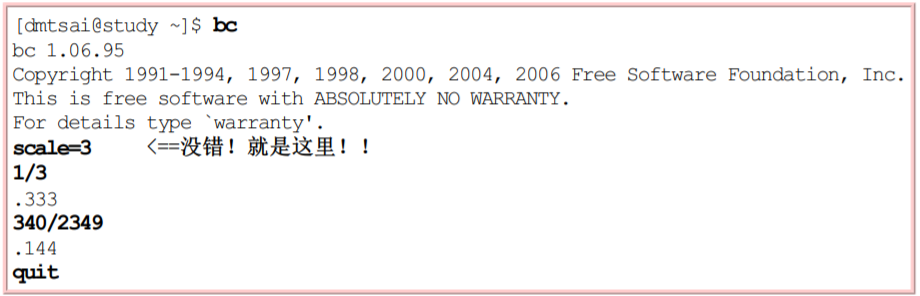 [dmtsai@study ~]$ bc
bc 1.06.95
Copyright 1991-1994, 1997, 1998, 2000, 2004, 2006 Free Software Foundation, Inc.
This is free software with ABSOLUTELY NO WARRANTY.
For details type `warranty'.
scale=3 <==没错！就是这里！！
1/3
.333
340/2349
.144
quit